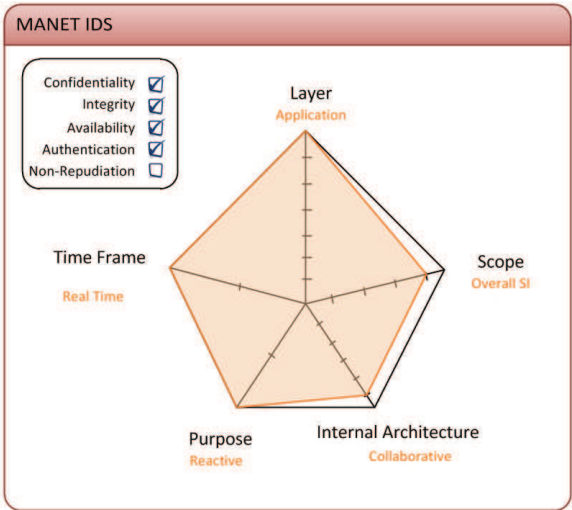 MANET IDS
Confidentiality
Integrity
Availability
Authentication
Non-Repudiation
Layer
Application
Time Frame
Real Time
Scope
Overall SI
Purpose
Reactive
Internal Architecture
Collaborative